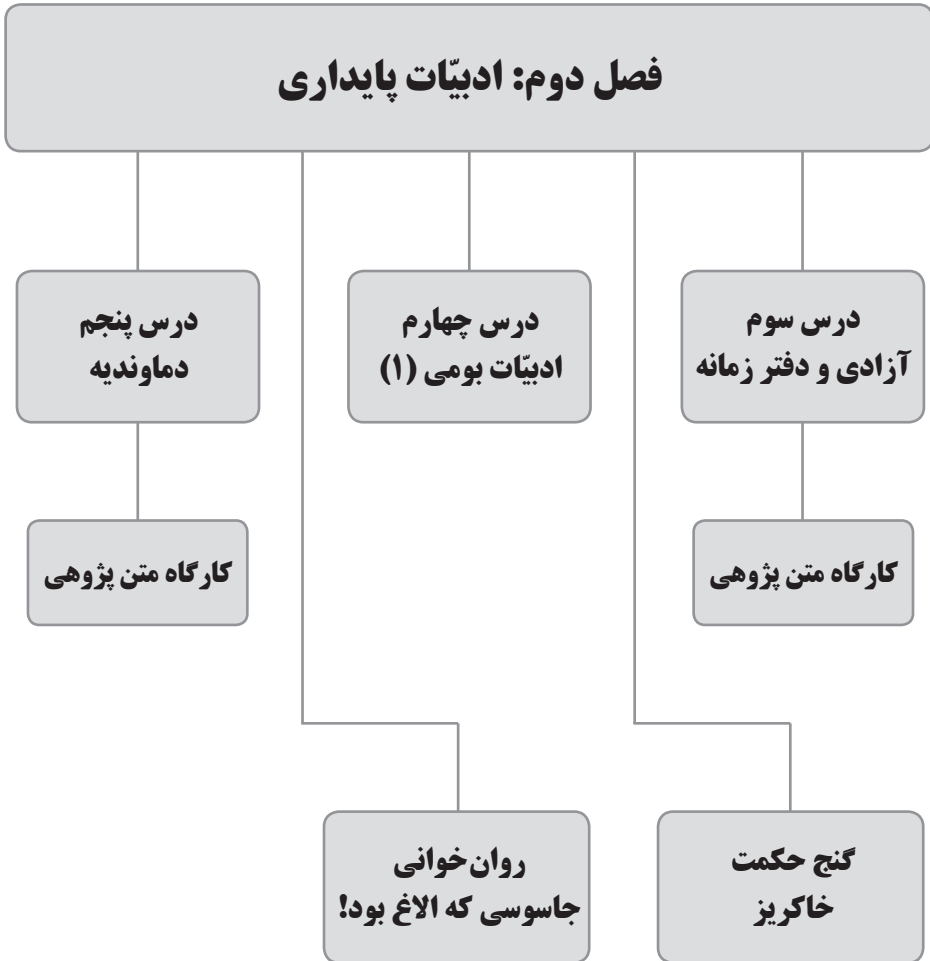 فصل دوم: ادبیّات پایداری
درس سوم
آزادی و دفتر زمانه
درس چهارم
ادبیّات بومی (۱)
درس پنجم
دماوندیه
کارگاه متن پژوهی
کارگاه متن پژوهی
گنج حکمت
خاکریز
روان‌خوانی
جاسوسی که الاغ بود!